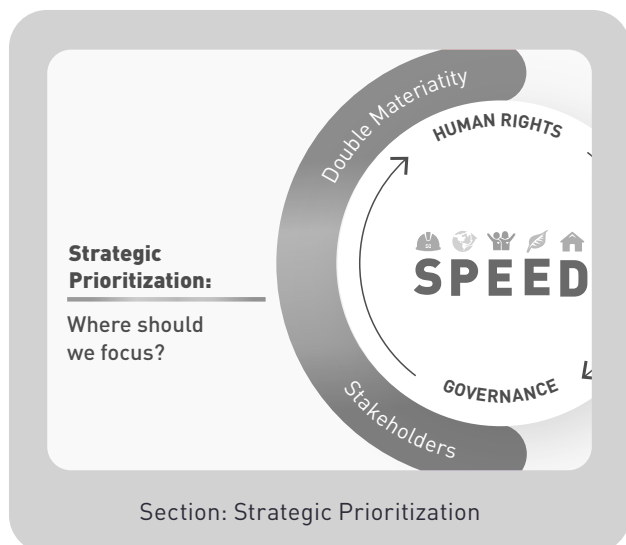 Double Materiatity
HUMAN RIGHTS
Strategic
Prioritization:
Where should
we focus?
SPEED
GOVERNANCE
Stakeholders
Section: Strategic Prioritization